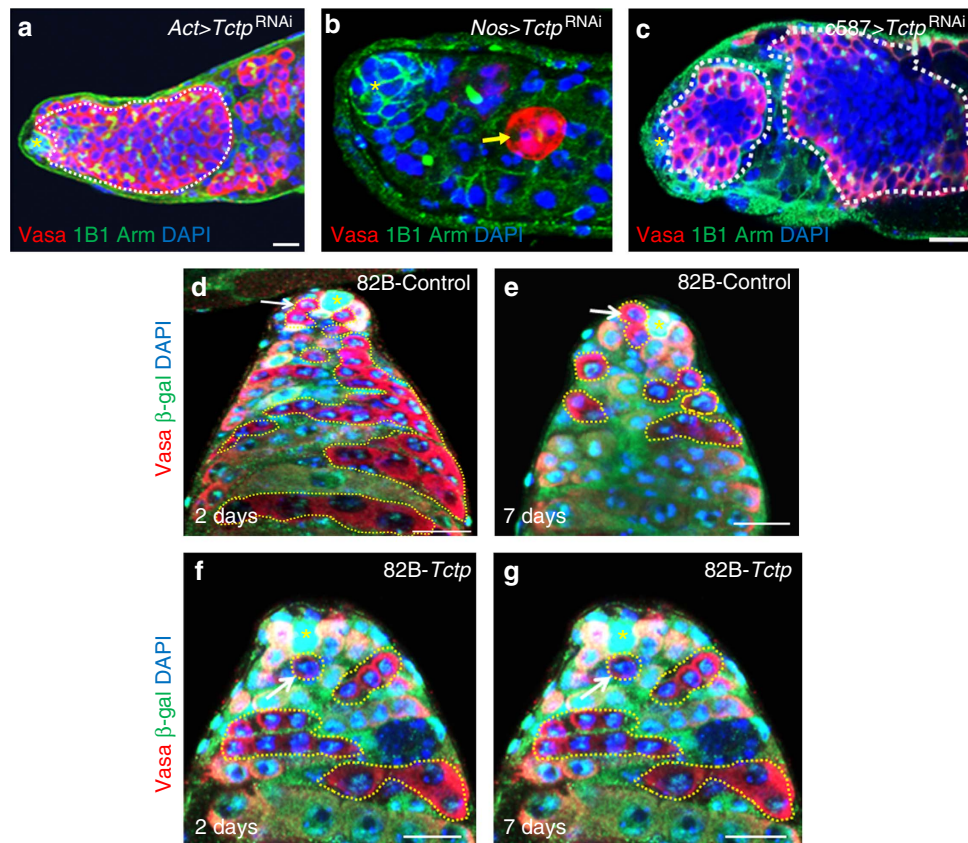 a Act>Tctp RNAi
Vasa 1B1 Arm DAPI
b Nos>Tctp RNAi
Vasa 1B1 Arm DAPI
c c587>Tctp RNAi
Vasa 1B1 Arm DAPI
Vasa β-gal DAPI
d 82B-Control
2 days
e 82B-Control
7 days
Vasa β-gal DAPI
f 82B-Tctp
2 days
g 82B-Tctp
7 days